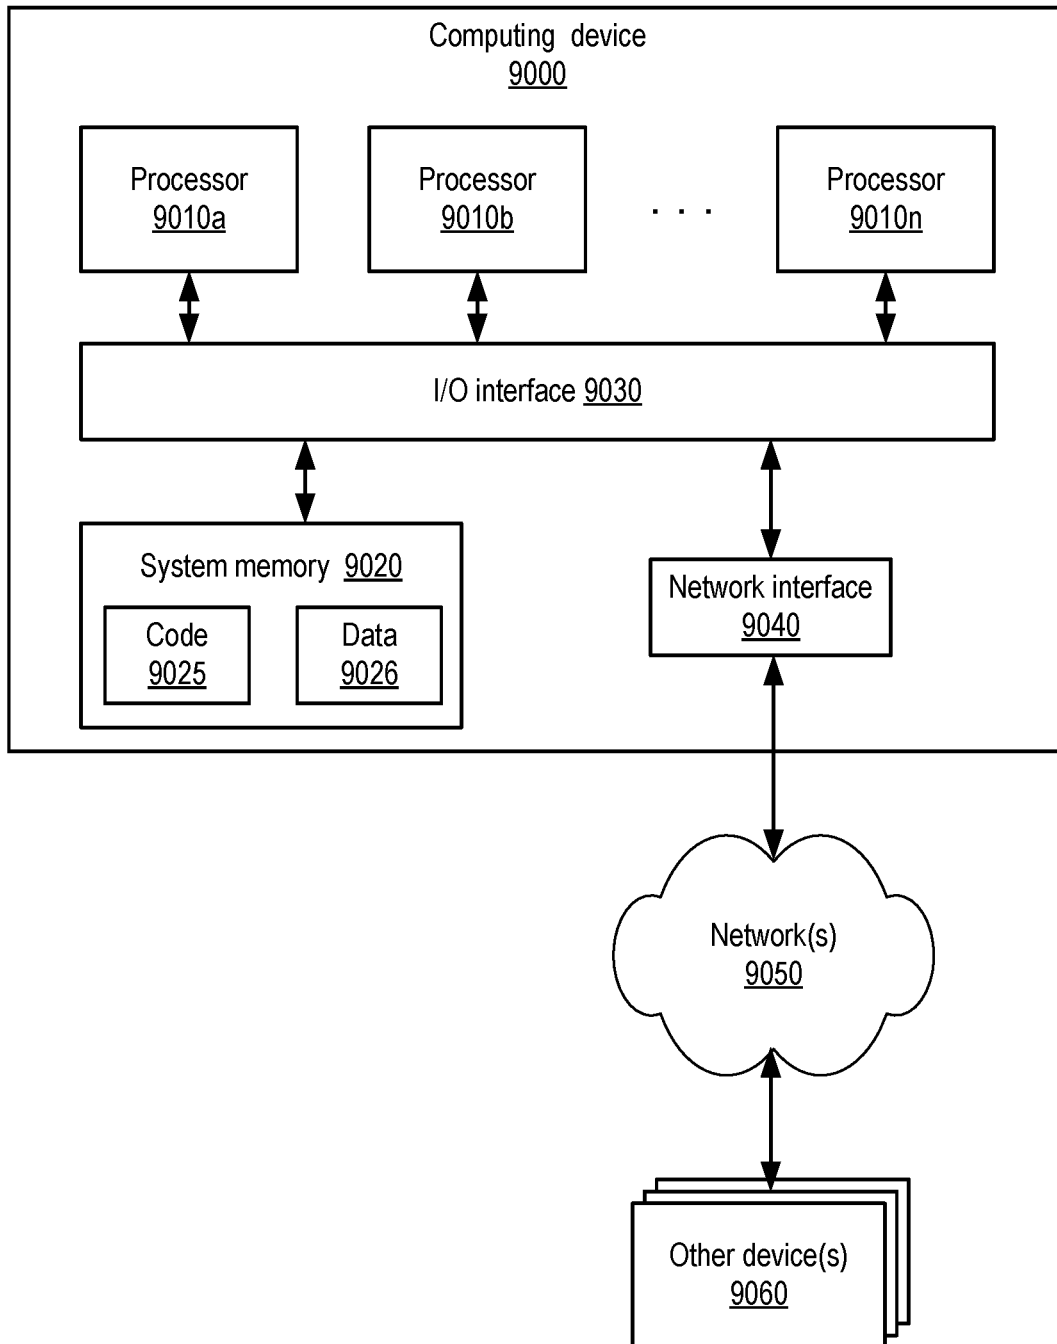 Computing device
9000
Processor
9010a
Processor
9010b
. . .
Processor
9010n
I/O interface 9030
System memory 9020
Code
9025
Data
9026
Network interface
9040
Network(s)
9050
Other device(s)
9060